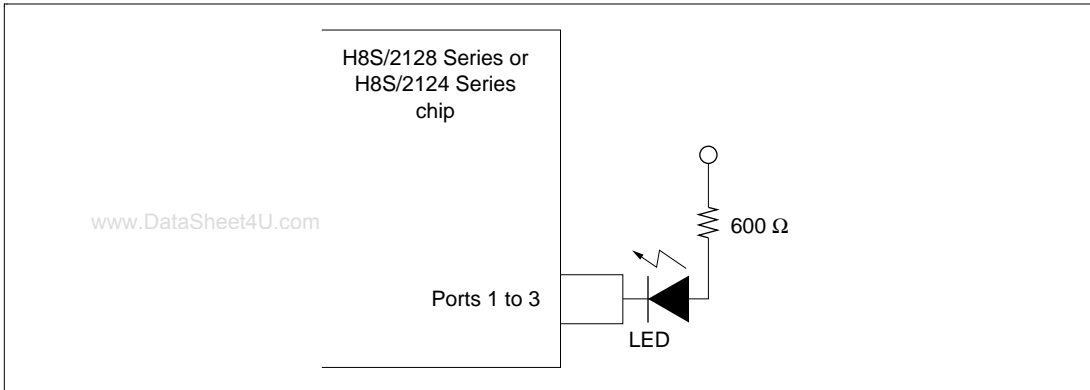 H8S/2128 Series or
H8S/2124 Series
chip
www.DataSheet4U.com
600 Ω
Ports 1 to 3
LED